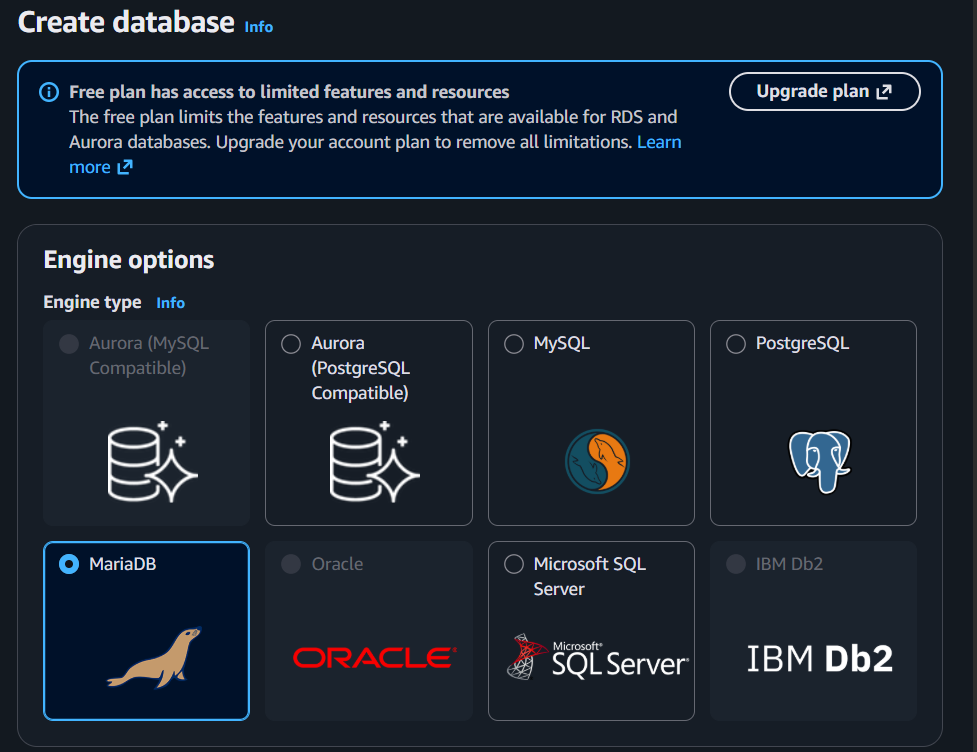 Create database Info
Free plan has access to limited features and resources
Upgrade plan
The free plan limits the features and resources that are available for RDS and
Aurora databases. Upgrade your account plan to remove all limitations. Learn
more
Engine options
Engine type Info
Aurora (MySQL
Compatible)
Aurora
(PostgreSQL
Compatible)
MySQL
PostgreSQL
MariaDB
Oracle
ORACLE®
Microsoft SQL
Server
Microsoft®
SQL Server®
IBM Db2
IBM Db2